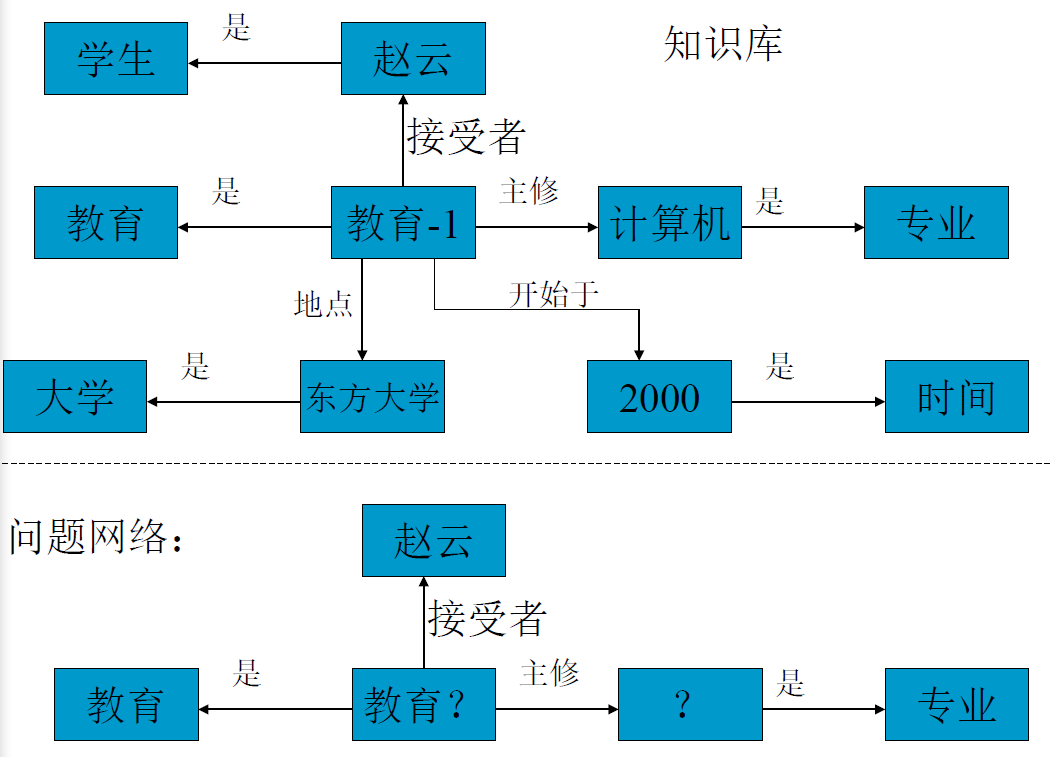 知识库
是
学生
赵云
接受者
是
主修
是
教育
教育-1
计算机
专业
地点
开始于
是
是
大学
东方大学
2000
时间
问题网络：
赵云
接受者
是
主修
是
教育
教育？
？
专业